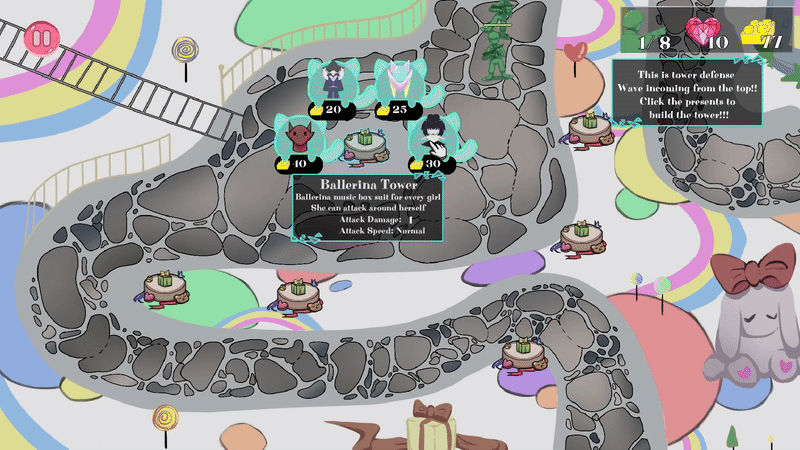 1/8
10
77
This is tower defense
Wave incoming from the top!!
Click the presents to
build the tower!!!
20
25
40
30
Ballerina Tower
Ballerina music box suit for every girl
She can attack around herself
Attack Damage: 1
Attack Speed: Normal